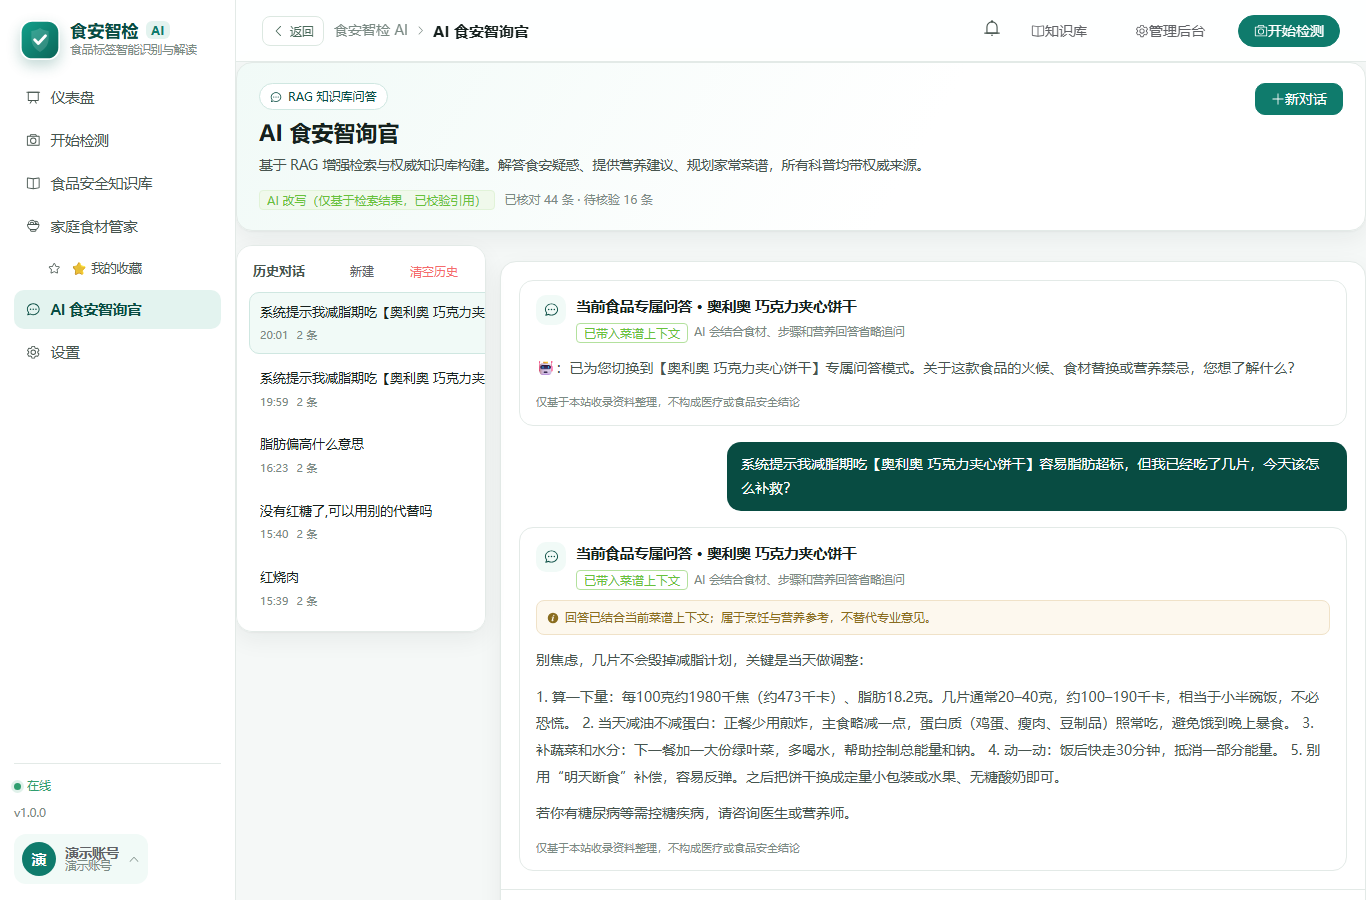 食安智检 AI
食品标签智能识别与解读
仪表盘
开始检测
食品安全知识库
家庭食材管家
我的收藏
AI 食安智询官
设置
在线
v1.0.0
演
演示账号
演示账号
返回
食安智检 AI
AI 食安智询官
知识库
管理后台
开始检测
RAG 知识库问答
AI 食安智询官
基于 RAG 增强检索与权威知识库构建。解答食安疑惑、提供营养建议、规划家常菜谱，所有科普均带权威来源。
AI 改写（仅基于检索结果，已校验引用）
已核对 44 条 · 待核验 16 条
＋新对话
历史对话
新建
清空历史
系统提示我减脂期吃【奥利奥 巧克力夹
20:01 2 条
系统提示我减脂期吃【奥利奥 巧克力夹
19:59 2 条
脂肪偏高什么意思
16:23 2 条
没有红糖了,可以用别的代替吗
15:40 2 条
红烧肉
15:39 2 条
当前食品专属问答 • 奥利奥 巧克力夹心饼干
已带入菜谱上下文
AI 会结合食材、步骤和营养回答省略追问
：已为您切换到【奥利奥 巧克力夹心饼干】专属问答模式。关于这款食品的火候、食材替换或营养禁忌，您想了解什么？
仅基于本站收录资料整理，不构成医疗或食品安全结论
系统提示我减脂期吃【奥利奥 巧克力夹心饼干】容易脂肪超标，但我已经吃了几片，今天该怎
么补救？
当前食品专属问答 • 奥利奥 巧克力夹心饼干
已带入菜谱上下文
AI 会结合食材、步骤和营养回答省略追问
回答已结合当前菜谱上下文；属于烹饪与营养参考，不替代专业意见。
别焦虑，几片不会毁掉减脂计划，关键是当天做调整：
1. 算一下量：每100克约1980千焦（约473千卡）、脂肪18.2克。几片通常20–40克，约100–190千卡，相当于小半碗饭，不必
恐慌。 2. 当天减油不减蛋白：正餐少用煎炸，主食略减一点，蛋白质（鸡蛋、瘦肉、豆制品）照常吃，避免饿到晚上暴食。 3.
补蔬菜和水分：下一餐加一大份绿叶菜，多喝水，帮助控制总能量和钠。 4. 动一动：饭后快走30分钟，抵消一部分能量。 5. 别
用“明天断食”补偿，容易反弹。之后把饼干换成定量小包装或水果、无糖酸奶即可。
若你有糖尿病等需控糖疾病，请咨询医生或营养师。
仅基于本站收录资料整理，不构成医疗或食品安全结论